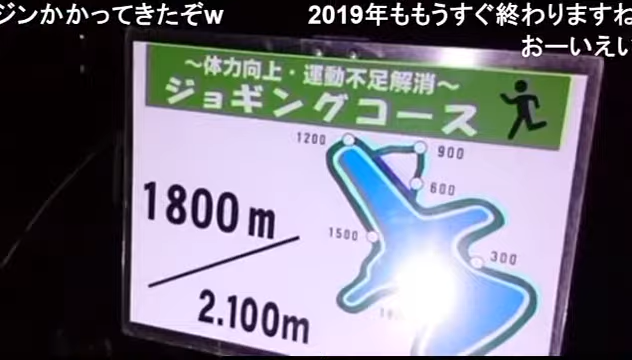 ジンかかってきたぞw
2019年ももうすぐ終わりますね
おーいえい
～体力向上・運動不足解消～
ジョギングコース
1200
900
600
1800m
1500
300
2.100m